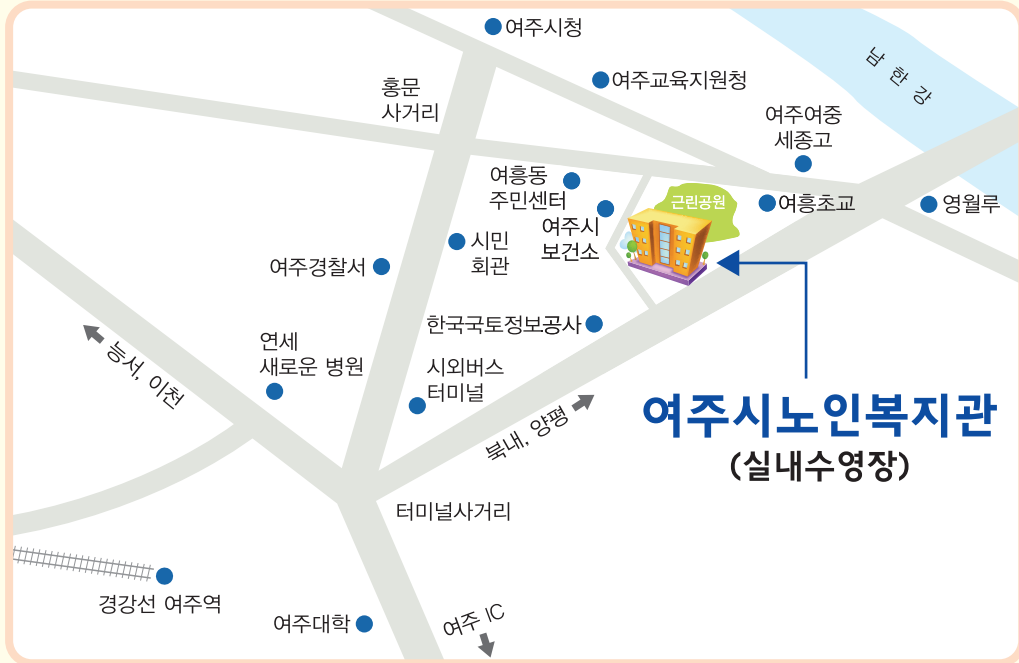 여주시청
남한강
여주교육지원청
홍문
사거리
여주여중
세종고
여흥동
주민센터
근린공원
여흥초교
영월루
여주시
보건소
시민
회관
여주경찰서
한국국토정보공사
능서, 이천
연세
새로운 병원
시외버스
터미널
북내, 양평
여주시노인복지관
(실내수영장)
터미널사거리
경강선 여주역
여주대학
여주 IC